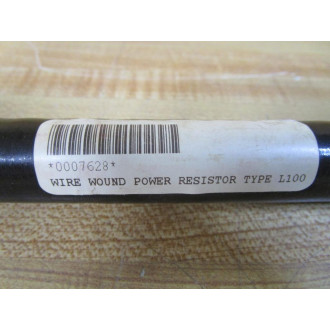 *0007628*
WIRE WOUND POWER RESISTOR TYPE L100